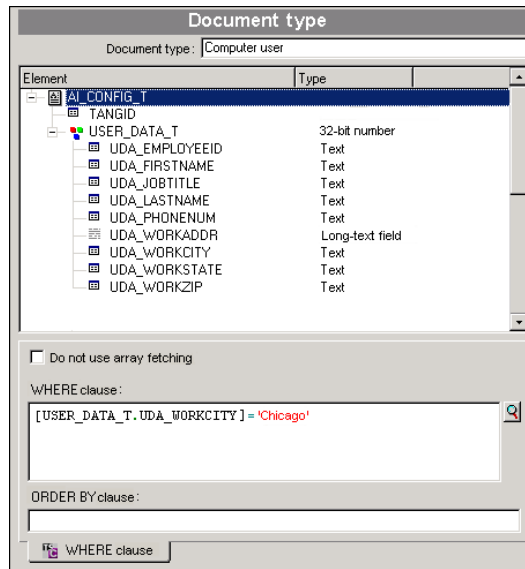 Document type
Document type: Computer user
Element Type
AI_CONFIG_T
TANGID
USER_DATA_T 32-bit number
UDA_EMPLOYEEID Text
UDA_FIRSTNAME Text
UDA_JOBTITLE Text
UDA_LASTNAME Text
UDA_PHONENUM Text
UDA_WORKADDR Long-text field
UDA_WORKCITY Text
UDA_WORKSTATE Text
UDA_WORKZIP Text
Do not use array fetching
WHERE clause:
[USER_DATA_T.UDA_WORKCITY]='Chicago'
ORDER BY clause:
WHERE clause